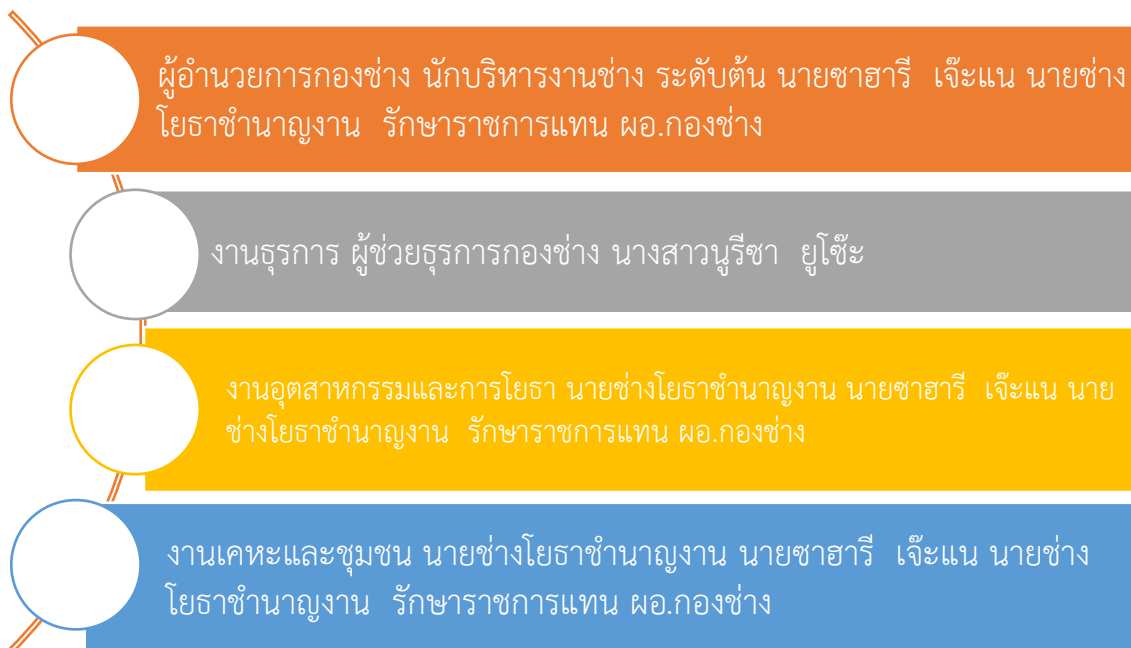 ผู้อำนวยการกองช่าง นักบริหารงานช่าง ระดับต้น นายซาฮารี  เจ๊ะแน นายช่าง
โยธาชำนาญงาน  รักษาราชการแทน ผอ.กองช่าง
งานธุรการ ผู้ช่วยธุรการกองช่าง นางสาวนูรีซา  ยูโซ๊ะ
งานอุตสาหกรรมและการโยธา นายช่างโยธาชำนาญงาน นายซาฮารี  เจ๊ะแน นาย
ช่างโยธาชำนาญงาน  รักษาราชการแทน ผอ.กองช่าง
งานเคหะและชุมชน นายช่างโยธาชำนาญงาน นายซาฮารี  เจ๊ะแน นายช่าง
โยธาชำนาญงาน  รักษาราชการแทน ผอ.กองช่าง